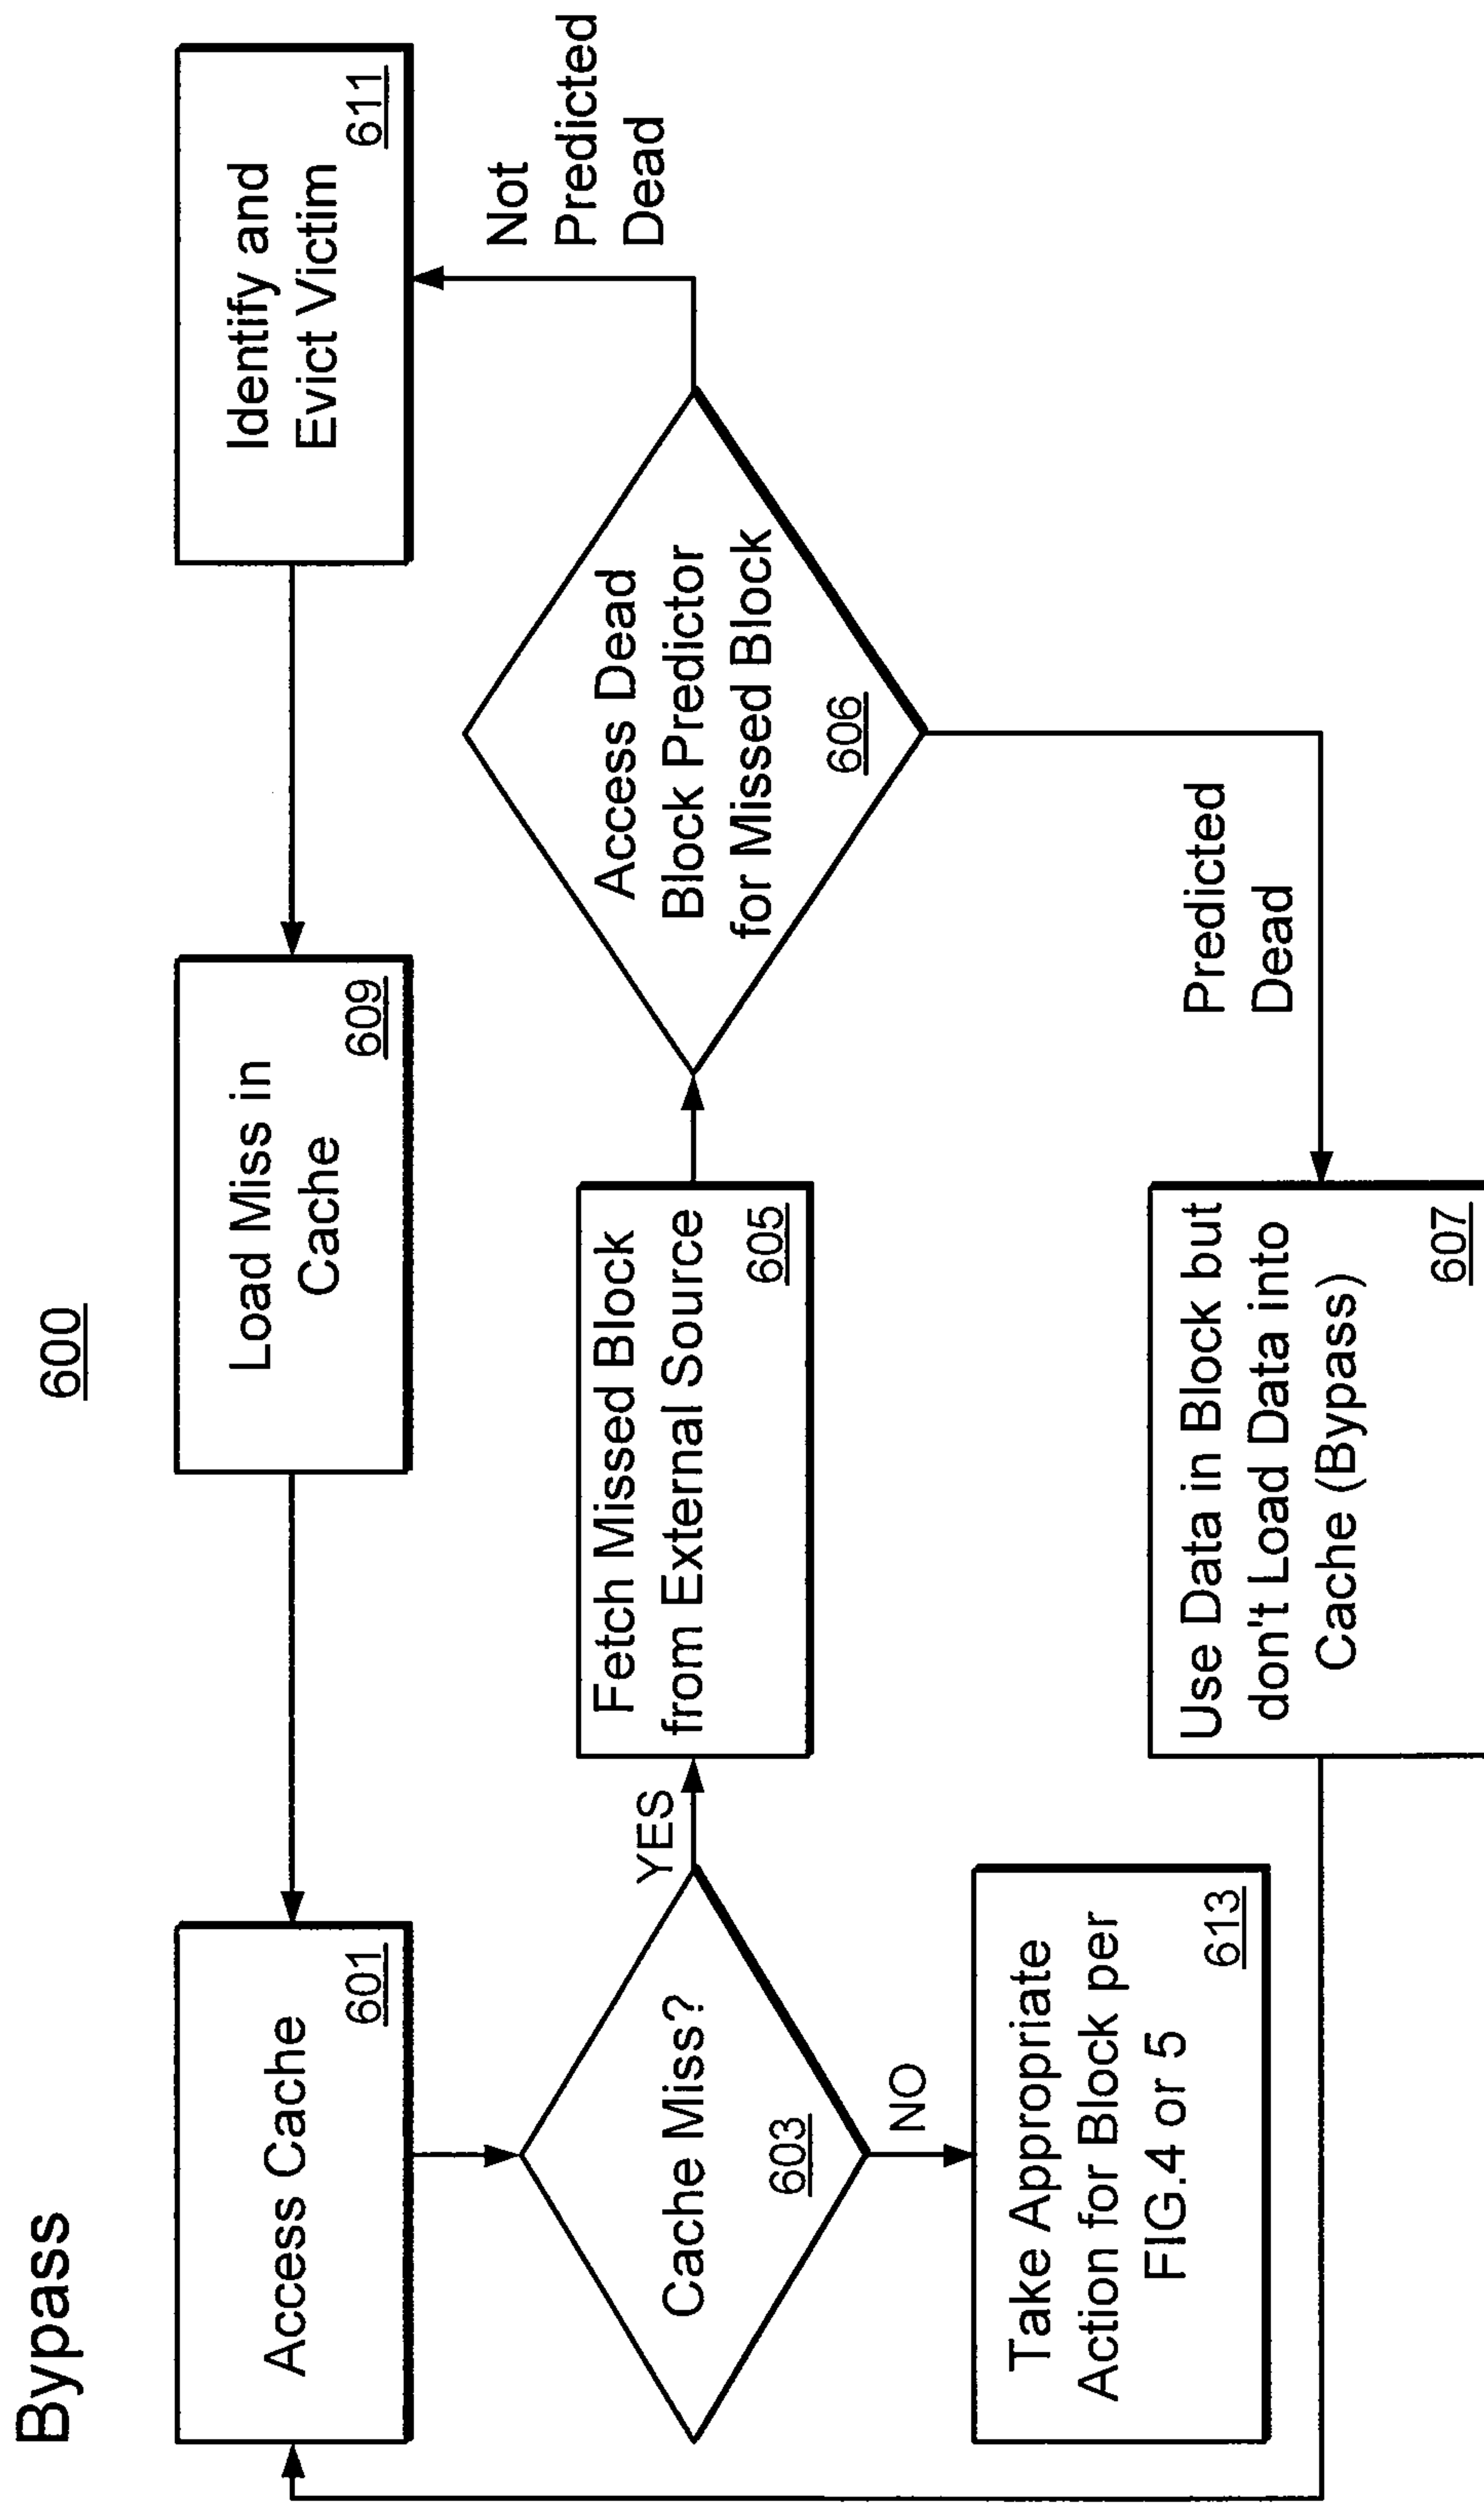 Bypass
600
Access Cache
601
Load Miss in
Cache
609
Identify and
Evict Victim
611
Cache Miss?
603
YES
NO
Fetch Missed Block
from External Source
605
Access Dead
Block Predictor
for Missed Block
606
Not
Predicted
Dead
Predicted
Dead
Take Appropriate
Action for Block per
FIG.4 or 5
613
Use Data in Block but
don't Load Data into
Cache (Bypass)
607